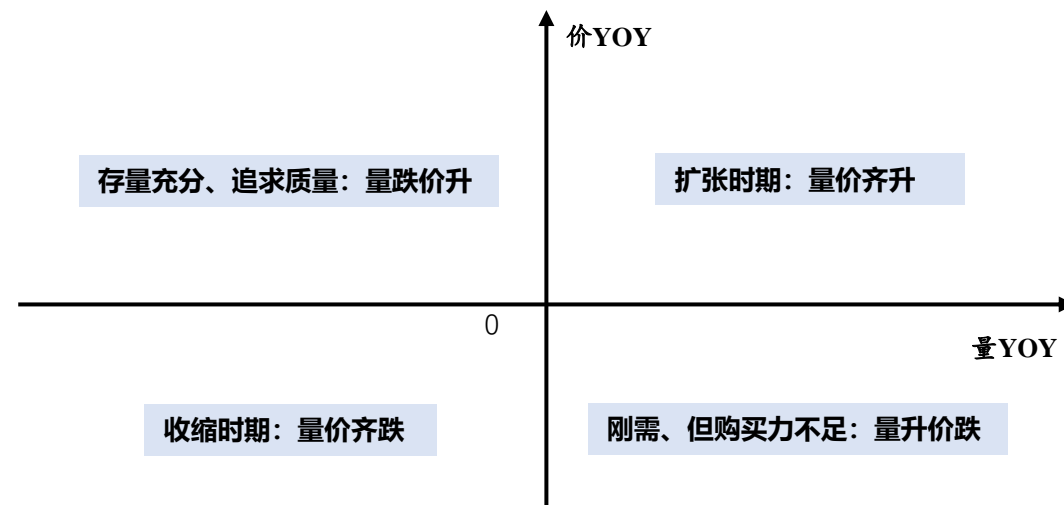 价YOY
存量充分、追求质量：量跌价升
扩张时期：量价齐升
0
量YOY
收缩时期：量价齐跌
刚需、但购买力不足：量升价跌